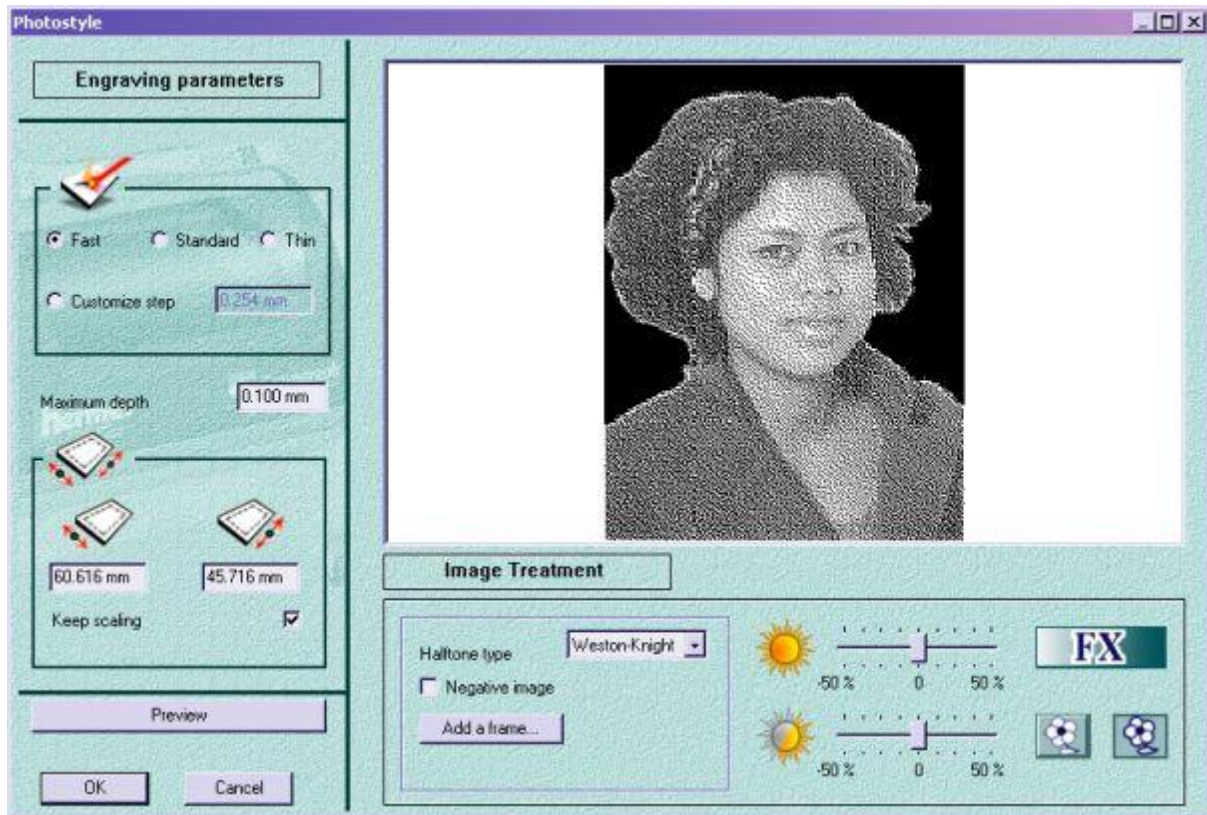 Photostyle
Engraving parameters
Fast Standard Thin
Customize step 0.254 mm
Maximum depth 0.100 mm
60.616 mm 45.716 mm
Keep scaling
Preview
OK Cancel
Image Treatment
Halftone type Weston-Knight
Negative image
Add a frame...
-50 % 0 50 %
FX
-50 % 0 50 %